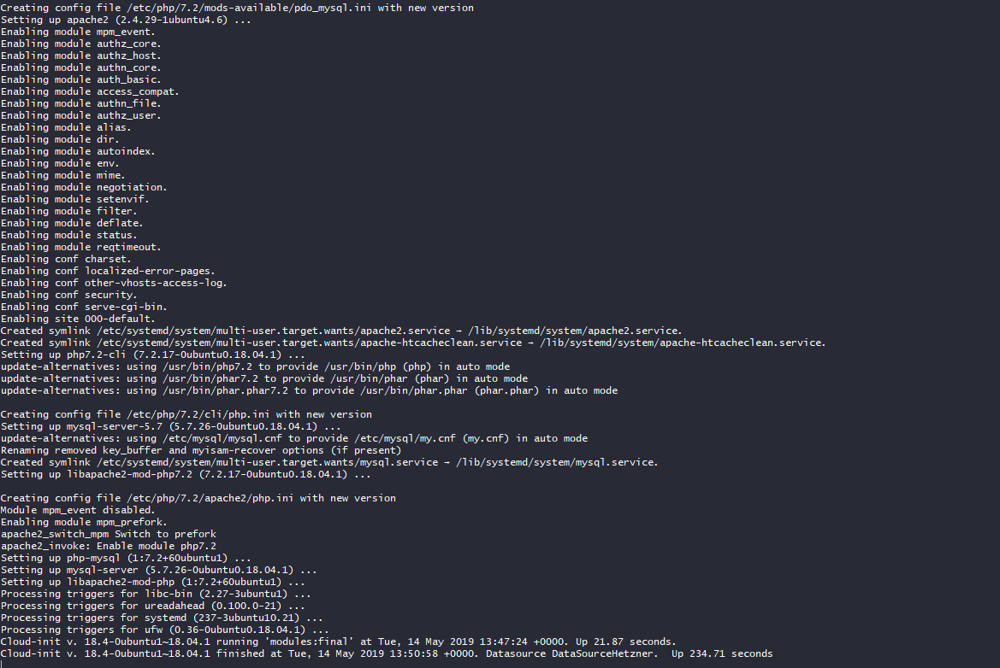 Creating config file /etc/php/7.2/mods-available/pdo_mysql.ini with new version
Setting up apache2 (2.4.29-1ubuntu4.6) ...
Enabling module mpm_event.
Enabling module authz_core.
Enabling module authz_host.
Enabling module authn_core.
Enabling module auth_basic.
Enabling module access_compat.
Enabling module authn_file.
Enabling module authz_user.
Enabling module alias.
Enabling module dir.
Enabling module autoindex.
Enabling module env.
Enabling module mime.
Enabling module negotiation.
Enabling module setenvif.
Enabling module filter.
Enabling module deflate.
Enabling module status.
Enabling module reqtimeout.
Enabling conf charset.
Enabling conf localized-error-pages.
Enabling conf other-vhosts-access-log.
Enabling conf security.
Enabling conf serve-cgi-bin.
Enabling site 000-default.
Created symlink /etc/systemd/system/multi-user.target.wants/apache2.service → /lib/systemd/system/apache2.service.
Created symlink /etc/systemd/system/multi-user.target.wants/apache-htcacheclean.service → /lib/systemd/system/apache-htcacheclean.service.
Setting up php7.2-cli (7.2.17-0ubuntu0.18.04.1) ...
update-alternatives: using /usr/bin/php7.2 to provide /usr/bin/php (php) in auto mode
update-alternatives: using /usr/bin/phar7.2 to provide /usr/bin/phar (phar) in auto mode
update-alternatives: using /usr/bin/phar.phar7.2 to provide /usr/bin/phar.phar (phar.phar) in auto mode

Creating config file /etc/php/7.2/cli/php.ini with new version
Setting up mysql-server-5.7 (5.7.26-0ubuntu0.18.04.1) ...
update-alternatives: using /etc/mysql/mysql.cnf to provide /etc/mysql/my.cnf (my.cnf) in auto mode
Renaming removed key_buffer and myisam-recover options (if present)
Created symlink /etc/systemd/system/multi-user.target.wants/mysql.service → /lib/systemd/system/mysql.service.
Setting up libapache2-mod-php7.2 (7.2.17-0ubuntu0.18.04.1) ...

Creating config file /etc/php/7.2/apache2/php.ini with new version
Module mpm_event disabled.
Enabling module mpm_prefork.
apache2_switch_mpm Switch to prefork
apache2_invoke: Enable module php7.2
Setting up php-mysql (1:7.2+60ubuntu1) ...
Setting up mysql-server (5.7.26-0ubuntu0.18.04.1) ...
Setting up libapache2-mod-php (1:7.2+60ubuntu1) ...
Processing triggers for libc-bin (2.27-3ubuntu1) ...
Processing triggers for ureadahead (0.100.0-21) ...
Processing triggers for systemd (237-3ubuntu10.21) ...
Processing triggers for ufw (0.36-0ubuntu0.18.04.1) ...
Cloud-init v. 18.4-0ubuntu1~18.04.1 running 'modules:final' at Tue, 14 May 2019 13:47:24 +0000. Up 21.87 seconds.
Cloud-init v. 18.4-0ubuntu1~18.04.1 finished at Tue, 14 May 2019 13:50:58 +0000. Datasource DataSourceHetzner.  Up 234.71 seconds